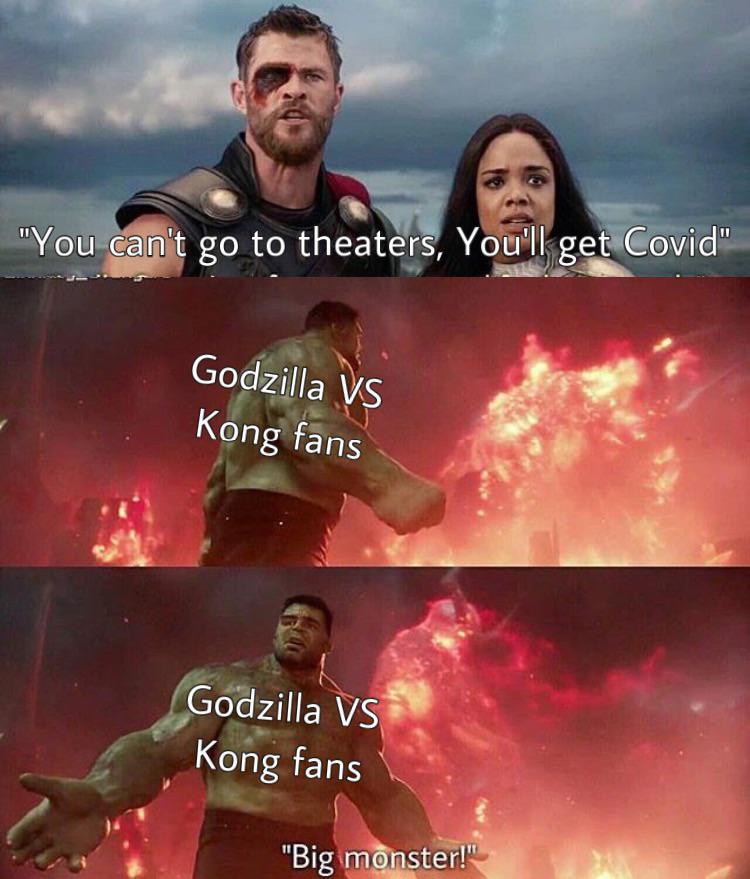 "You can't go to theaters, You'll get Covid"
Godzilla VS
Kong fans
Godzilla VS
Kong fans
"Big monster!"